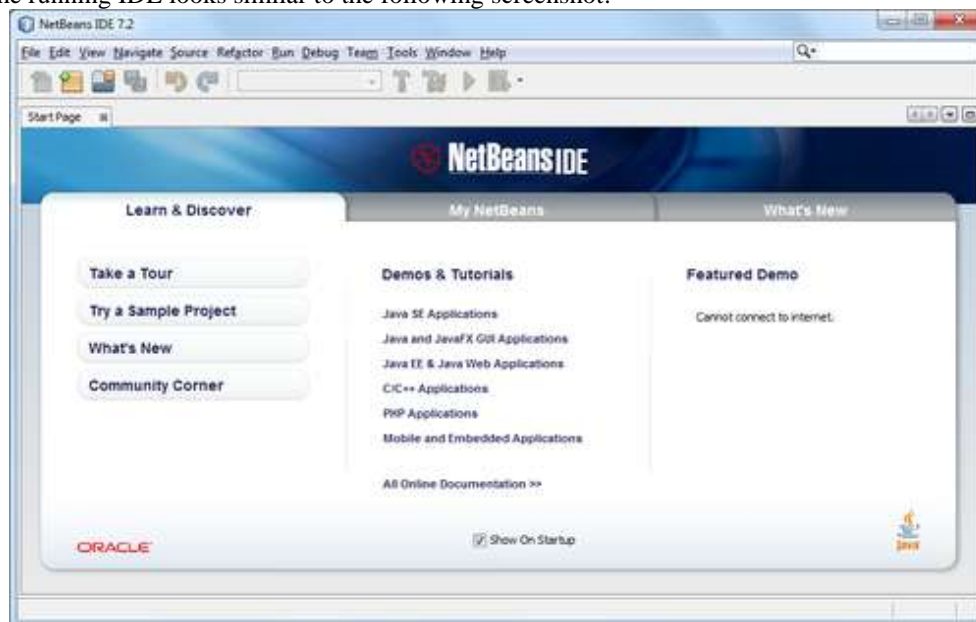 he running IDE looks similar to the following screenshot:
NetBeans IDE 7.2
File Edit View Navigate Source Refactor Run Debug Team Tools Window Help
Start Page
NetBeans IDE
Learn & Discover
My NetBeans
What's New
Take a Tour
Try a Sample Project
What's New
Community Corner
Demos & Tutorials
Java SE Applications
Java and JavaFX GUI Applications
Java EE & Java Web Applications
C/C++ Applications
PHP Applications
Mobile and Embedded Applications
All Online Documentation >>
Featured Demo
Cannot connect to internet.
ORACLE
Show On Startup
Java